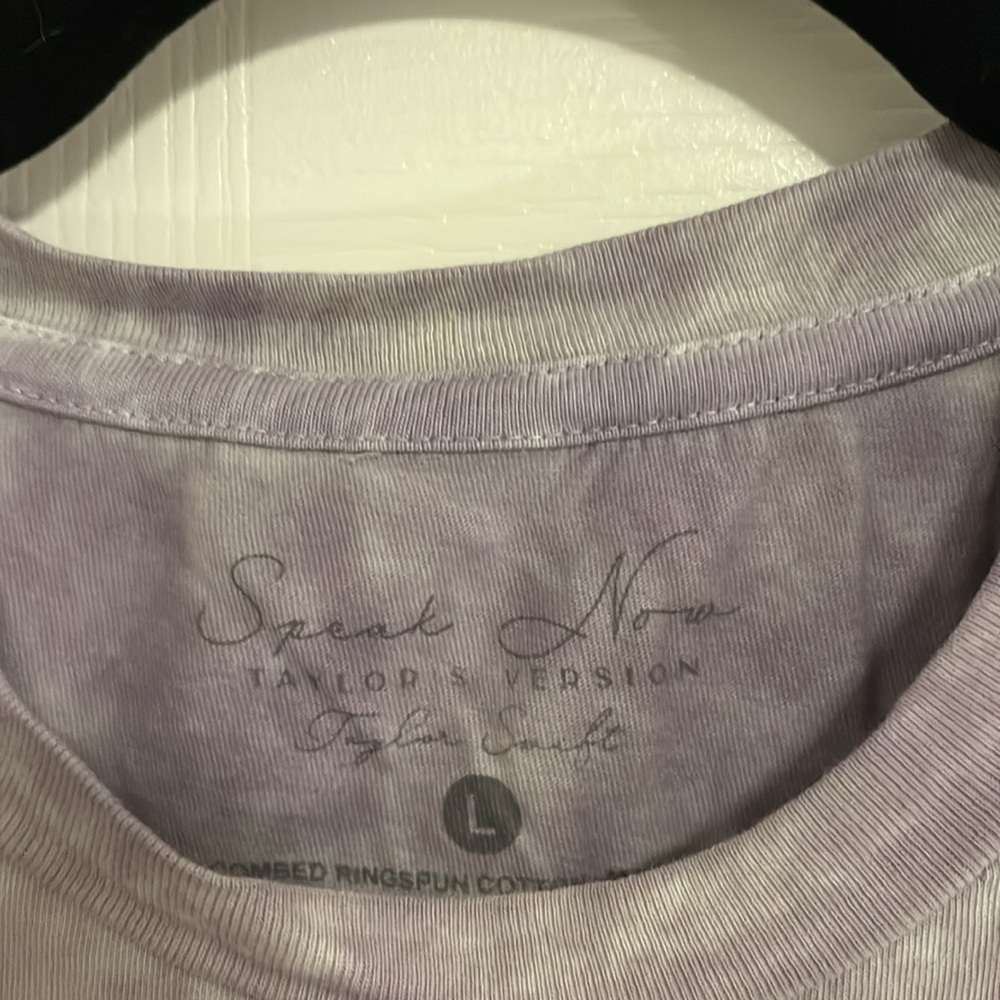 Speak Now
TAYLOR'S VERSION
Taylor Swift
L
COMBED RINGSPUN COTTON